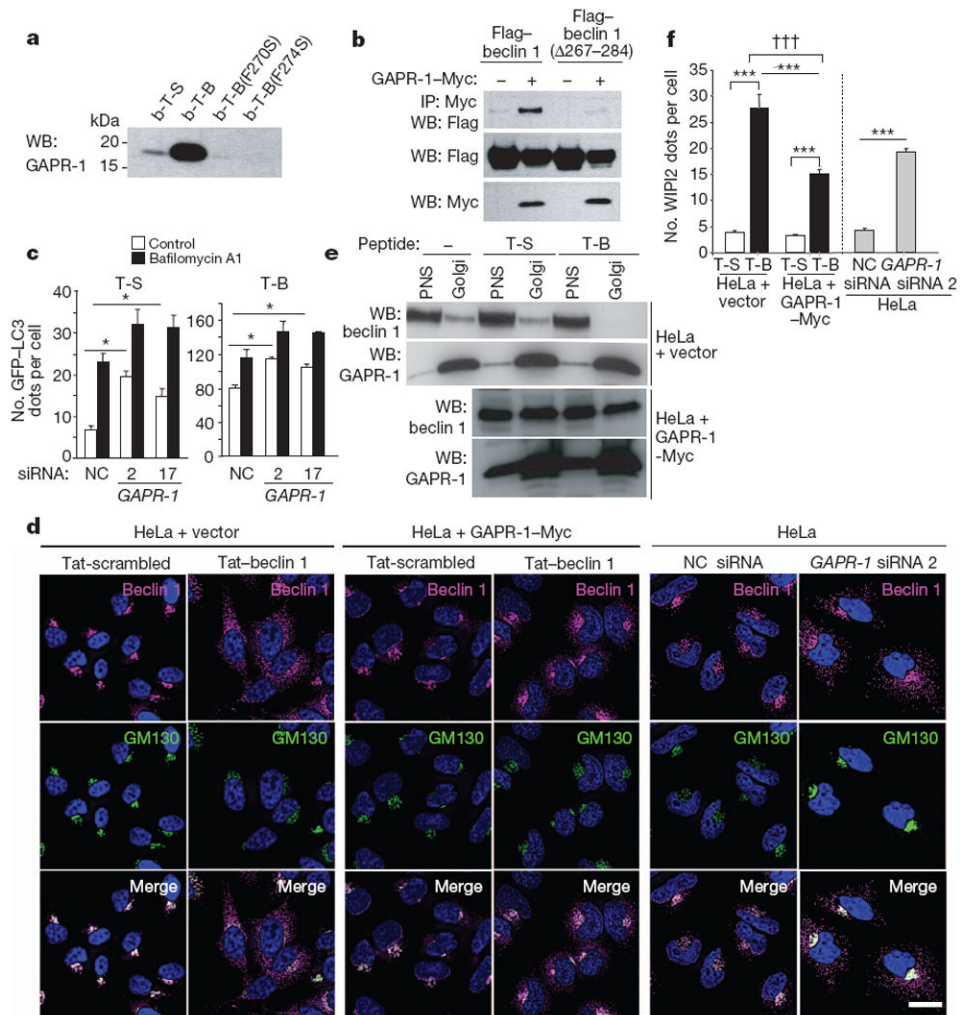 a
b-T-S
b-T-B
b-T-B(F270S)
b-T-B(F274S)
kDa
WB:
GAPR-1
20
15
b
Flag–
beclin 1
Flag–
beclin 1
(Δ267–284)
GAPR-1–Myc: – + – +
IP: Myc
WB: Flag
WB: Flag
WB: Myc
f
†††
***
***
***
***
No. WIPI2 dots per cell
35
30
25
20
15
10
5
0
T-S T-B
HeLa +
vector
T-S T-B
HeLa +
GAPR-1
–Myc
NC GAPR-1
siRNA siRNA 2
HeLa
c
Control
Bafilomycin A1
T-S
T-B
No. GFP–LC3
dots per cell
40
30
20
10
0
*
*
160
120
80
40
0
*
*
siRNA: NC 2 17
GAPR-1
NC 2 17
GAPR-1
e
Peptide: – T-S T-B
PNS
Golgi
PNS
Golgi
PNS
Golgi
WB:
beclin 1
WB:
GAPR-1
HeLa
+ vector
WB:
beclin 1
WB:
GAPR-1
HeLa +
GAPR-1
-Myc
d
HeLa + vector
HeLa + GAPR-1–Myc
HeLa
Tat-scrambled Tat–beclin 1
Tat-scrambled Tat–beclin 1
NC siRNA GAPR-1 siRNA 2
Beclin 1 Beclin 1 Beclin 1 Beclin 1 Beclin 1 Beclin 1
GM130 GM130 GM130 GM130 GM130 GM130
Merge Merge Merge Merge Merge Merge